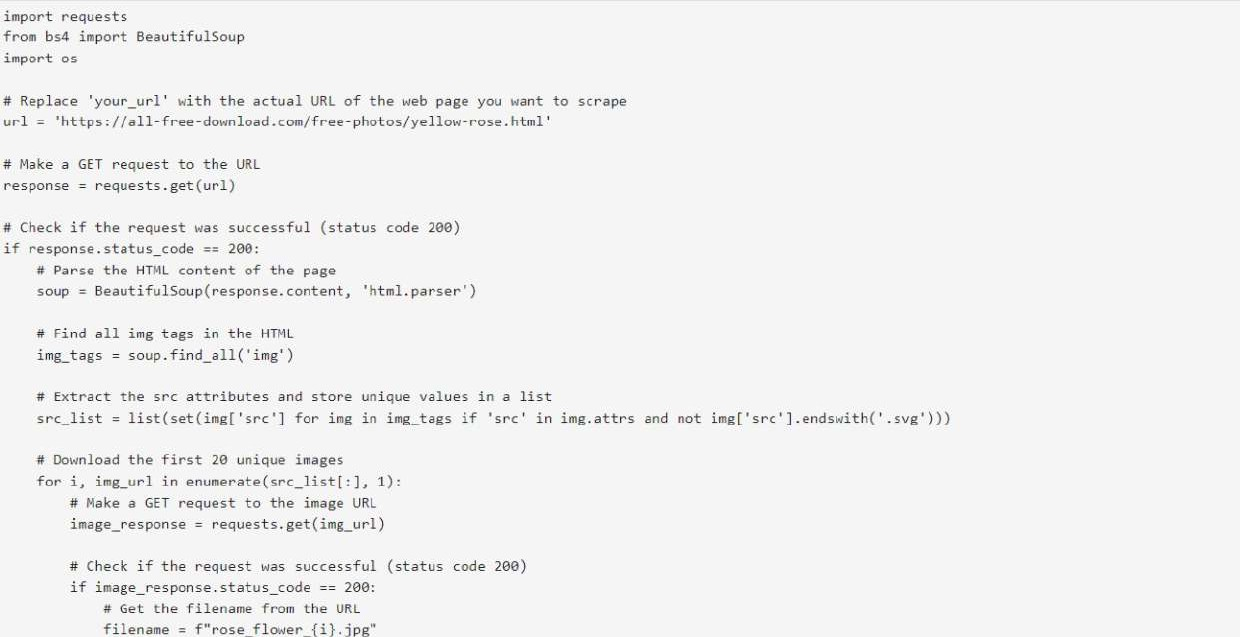 import requests
from bs4 import BeautifulSoup
import os
# Replace 'your_url' with the actual URL of the web page you want to scrape
url = 'https://all-free-download.com/free-photos/yellow-rose.html'
# Make a GET request to the URL
response = requests.get(url)
# Check if the request was successful (status code 200)
if response.status_code == 200:
    # Parse the HTML content of the page
    soup = BeautifulSoup(response.content, 'html.parser')
    # Find all img tags in the HTML
    img_tags = soup.find_all('img')
    # Extract the src attributes and store unique values in a list
    src_list = list(set(img['src'] for img in img_tags if 'src' in img.attrs and not img['src'].endswith('.svg')))
    # Download the first 20 unique images
    for i, img_url in enumerate(src_list[:], 1):
        # Make a GET request to the image URL
        image_response = requests.get(img_url)
        # Check if the request was successful (status code 200)
        if image_response.status_code == 200:
            # Get the filename from the URL
            filename = f"rose_flower_{i}.jpg"